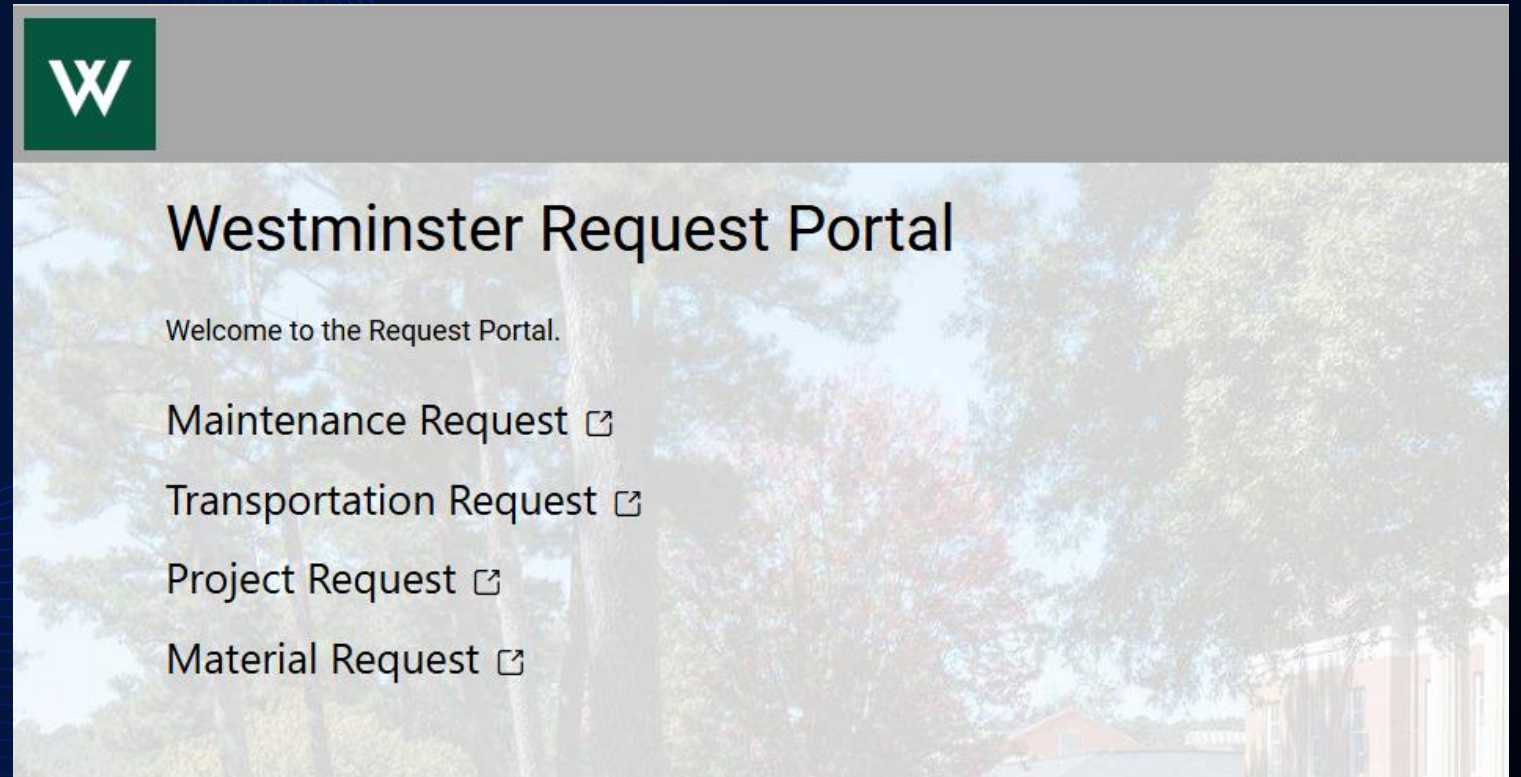 W
Westminster Request Portal
Welcome to the Request Portal.
Maintenance Request
Transportation Request
Project Request
Material Request